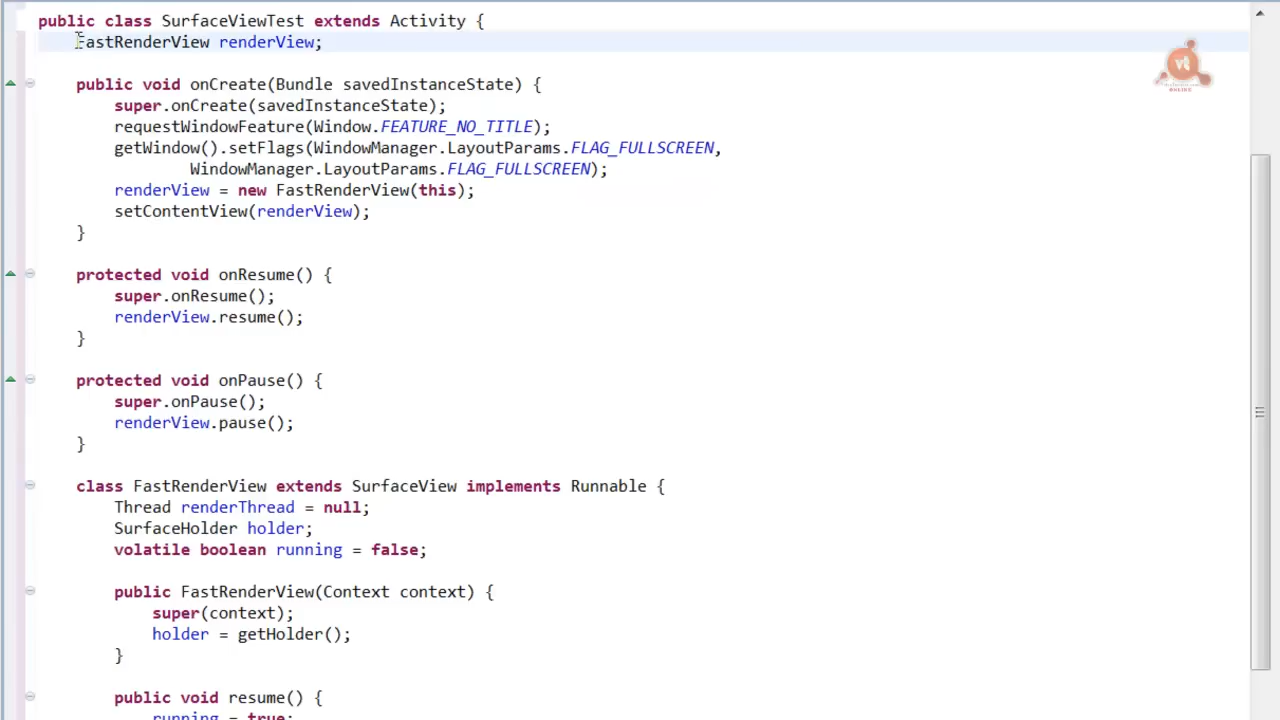 public class SurfaceViewTest extends Activity {
FastRenderView renderView;
public void onCreate(Bundle savedInstanceState) {
super.onCreate(savedInstanceState);
requestWindowFeature(Window.FEATURE_NO_TITLE);
getWindow().setFlags(WindowManager.LayoutParams.FLAG_FULLSCREEN,
WindowManager.LayoutParams.FLAG_FULLSCREEN);
renderView = new FastRenderView(this);
setContentView(renderView);
}
protected void onResume() {
super.onResume();
renderView.resume();
}
protected void onPause() {
super.onPause();
renderView.pause();
}
class FastRenderView extends SurfaceView implements Runnable {
Thread renderThread = null;
SurfaceHolder holder;
volatile boolean running = false;
public FastRenderView(Context context) {
super(context);
holder = getHolder();
}
public void resume() {
running = true;